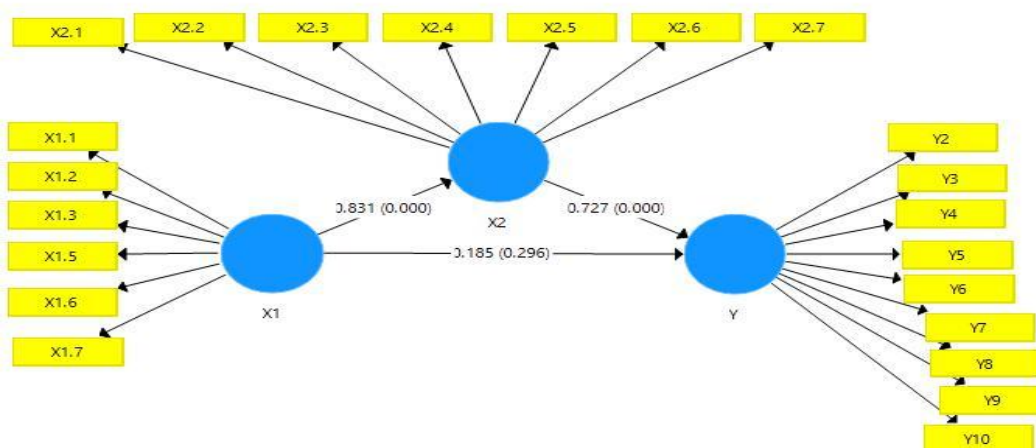 X2.1
X2.2
X2.3
X2.4
X2.5
X2.6
X2.7
X1.1
X1.2
X1.3
X1.5
X1.6
X1.7
0.831 (0.000)
0.727 (0.000)
X2
0.185 (0.296)
X1
Y
Y2
Y3
Y4
Y5
Y6
Y7
Y8
Y9
Y10